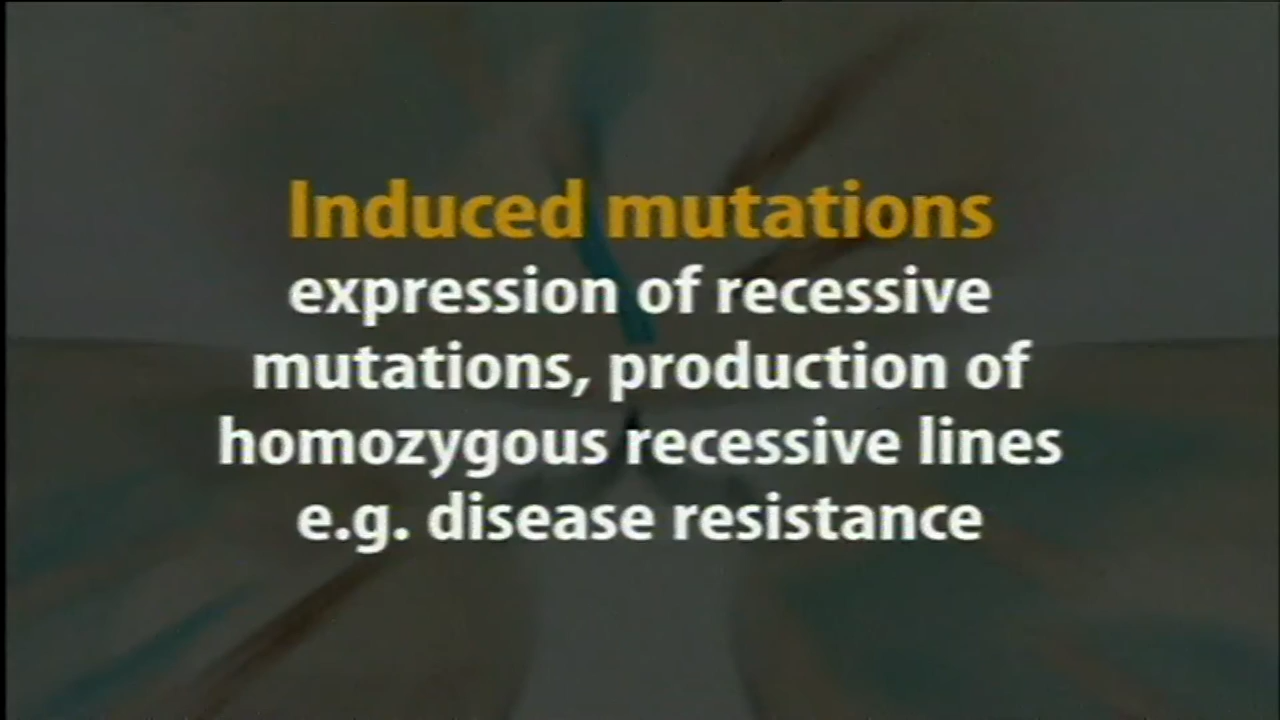 Induced mutations
expression of recessive
mutations, production of
homozygous recessive lines
e.g. disease resistance